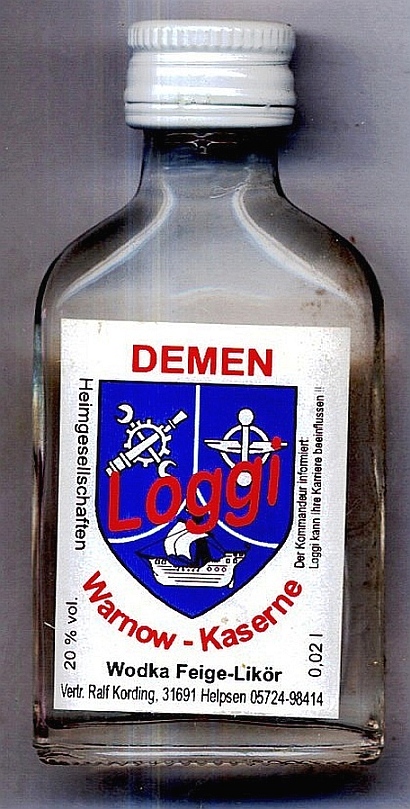 DEMEN
Heimgesellschaften
Loggi
Der Kommandeur informiert:
Loggi kann Ihre Karriere beeinflussen !!
Warnow - Kaserne
20 % vol.
Wodka Feige-Likör
0,02 l
Vertr. Ralf Kording, 31691 Helpsen 05724-98414